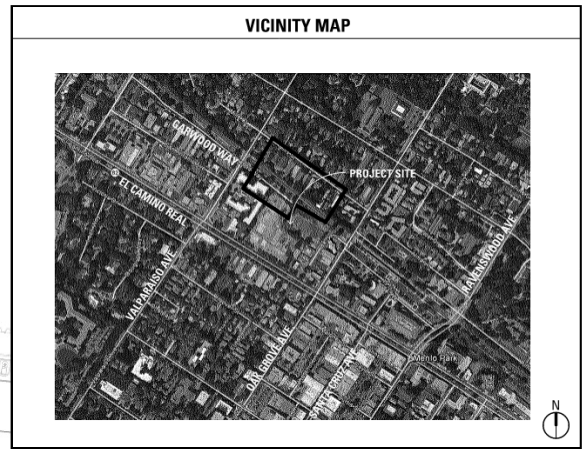 VICINITY MAP
GARWOOD WAY
PROJECT SITE
EL CAMINO REAL
RAVENSWOOD AVE
VALPARAISO AVE
OAK GROVE AVE
SANTA CRUZ AVE
Menlo Park
N